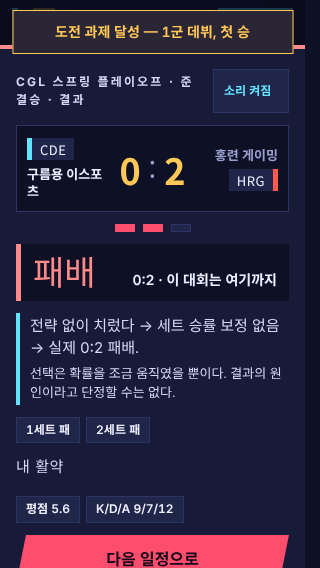 도전 과제 달성 — 1군 데뷔, 첫 승
CGL 스프링 플레이오프 · 준
결승 · 결과
소리 켜짐
CDE
구름용 이스포
츠
0 : 2
홍련 게이밍
HRG
패배
0:2 · 이 대회는 여기까지
전략 없이 치렀다 → 세트 승률 보정 없음
→ 실제 0:2 패배.
선택은 확률을 조금 움직였을 뿐이다. 결과의 원
인이라고 단정할 수는 없다.
1세트 패
2세트 패
내 활약
평점 5.6
K/D/A 9/7/12
다음 일정으로